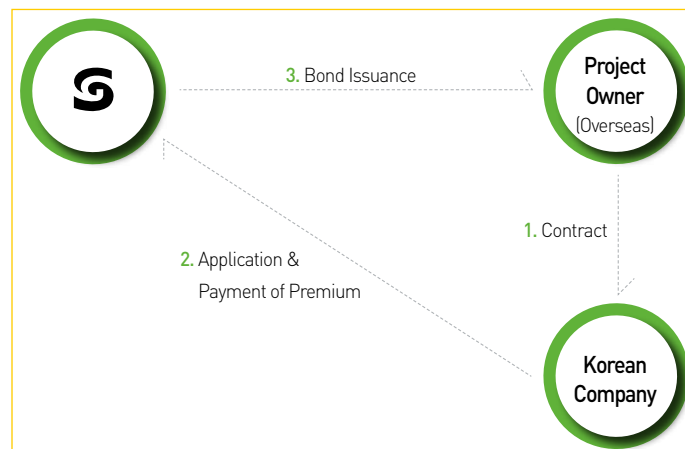 3. Bond Issuance
Project
Owner
(Overseas)
1. Contract
2. Application &
Payment of Premium
Korean
Company